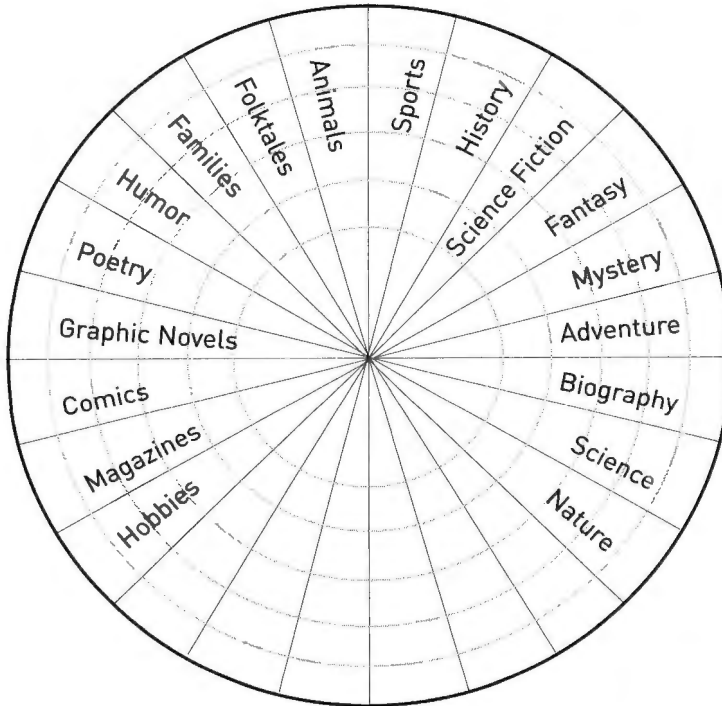 Sports
History
Science Fiction
Fantasy
Mystery
Adventure
Biography
Science
Nature
Hobbies
Magazines
Comics
Graphic Novels
Poetry
Humor
Families
Folktales
Animals